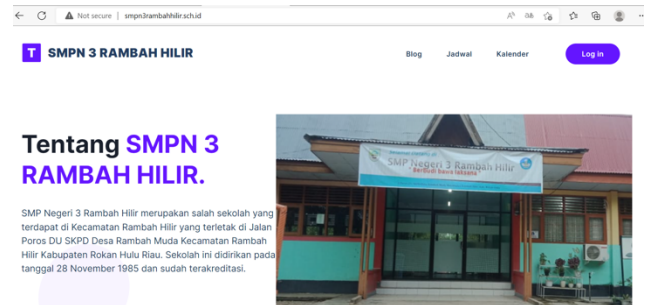 Not secure | smpn3rambahhilir.sch.id
T SMPN 3 RAMBAH HILIR
Blog Jadwal Kalender Log in
Tentang SMPN 3
RAMBAH HILIR.
SMP Negeri 3 Rambah Hilir merupakan salah sekolah yang
terdapat di Kecamatan Rambah Hilir yang terletak di Jalan
Poros DU SKPD Desa Rambah Muda Kecamatan Rambah
Hilir Kabupaten Rokan Hulu Riau. Sekolah ini didirikan pada
tanggal 28 November 1985 dan sudah terakreditasi.
SMP Negeri 3 Rambah Hilir